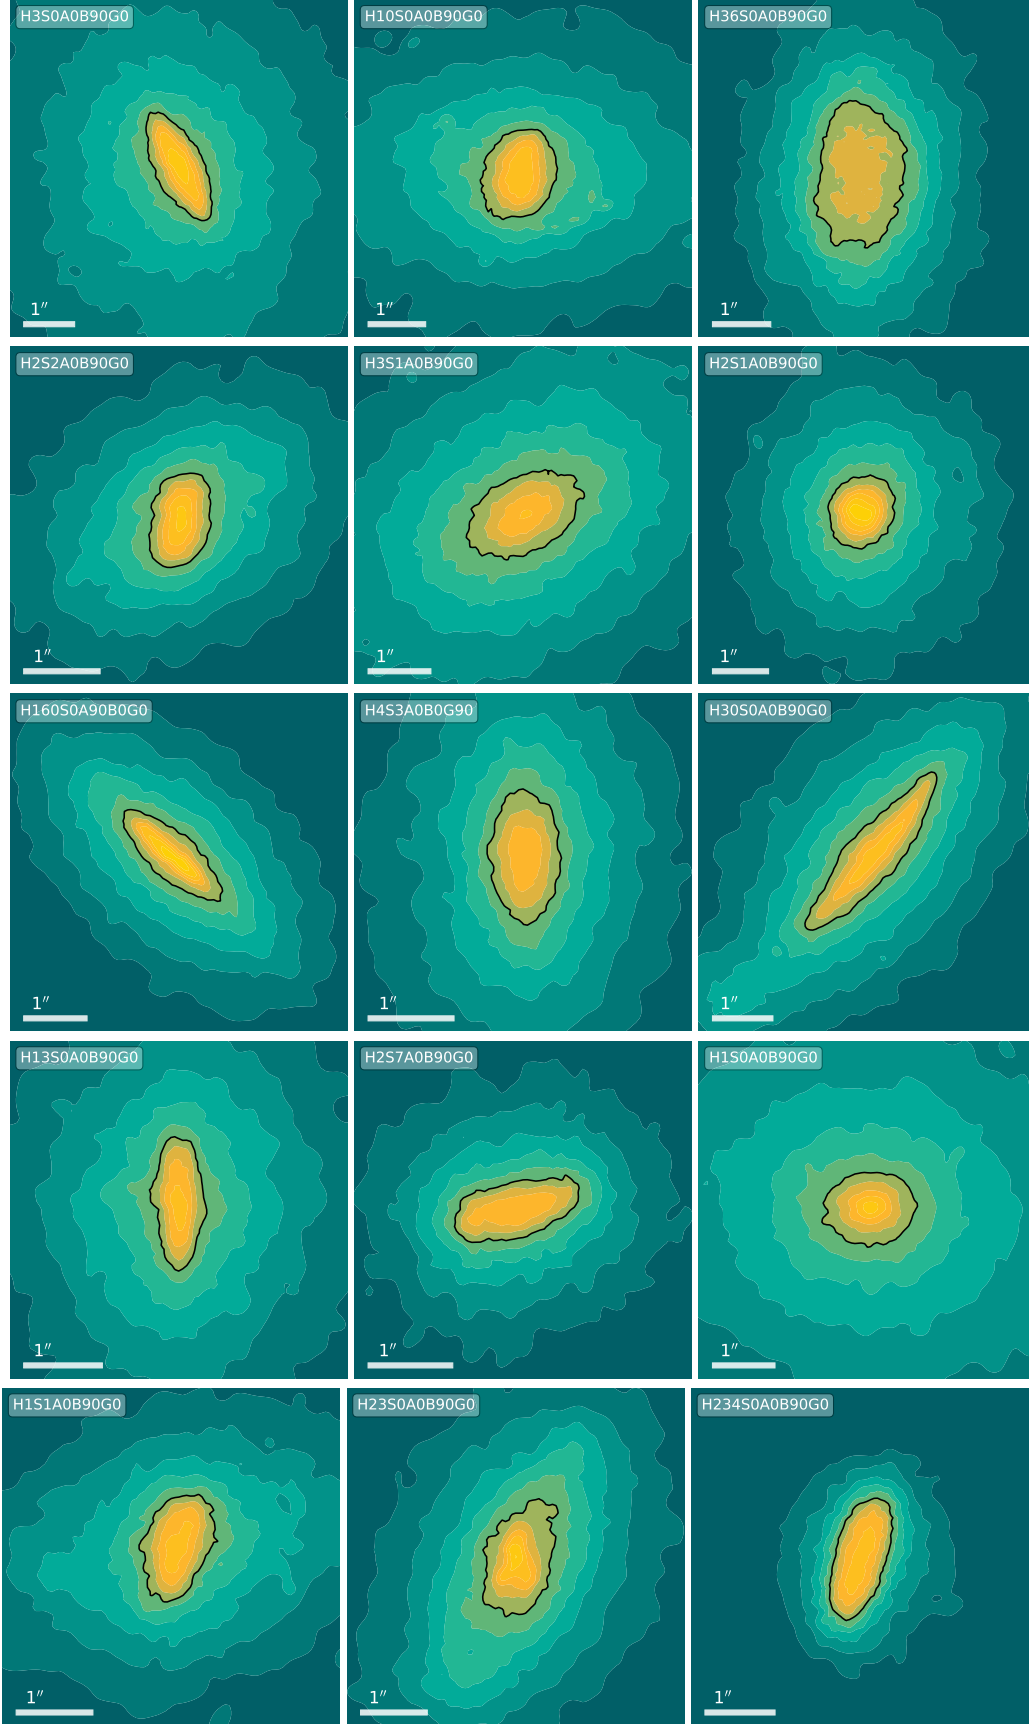 H3S0A0B90G0
H10S0A0B90G0
H36S0A0B90G0
1″
1″
1″
H2S2A0B90G0
H3S1A0B90G0
H2S1A0B90G0
1″
1″
1″
H160S0A90B0G0
H4S3A0B0G90
H30S0A0B90G0
1″
1″
1″
H13S0A0B90G0
H2S7A0B90G0
H1S0A0B90G0
1″
1″
1″
H1S1A0B90G0
H23S0A0B90G0
H234S0A0B90G0
1″
1″
1″